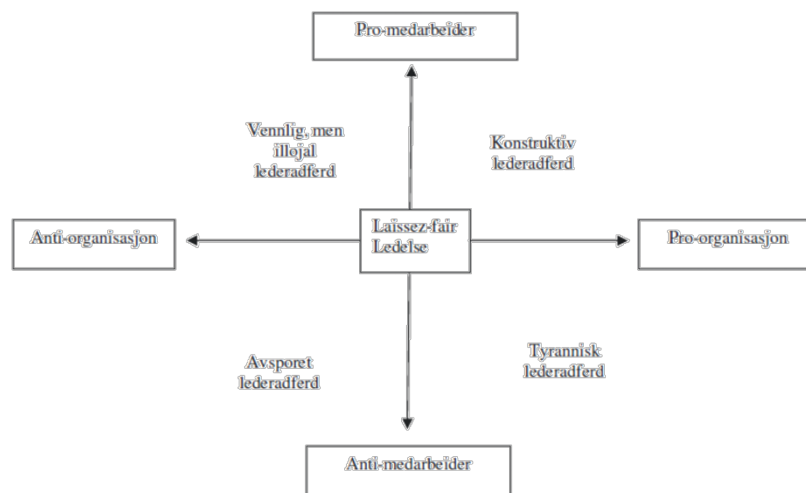 Pro-medarbeider
Vennlig, men
illojal
lederadferd
Konstruktiv
lederadferd
Anti-organisasjon
Laissez-fair
Ledelse
Pro-organisasjon
Avsporet
lederadferd
Tyrannisk
lederadferd
Anti-medarbeider